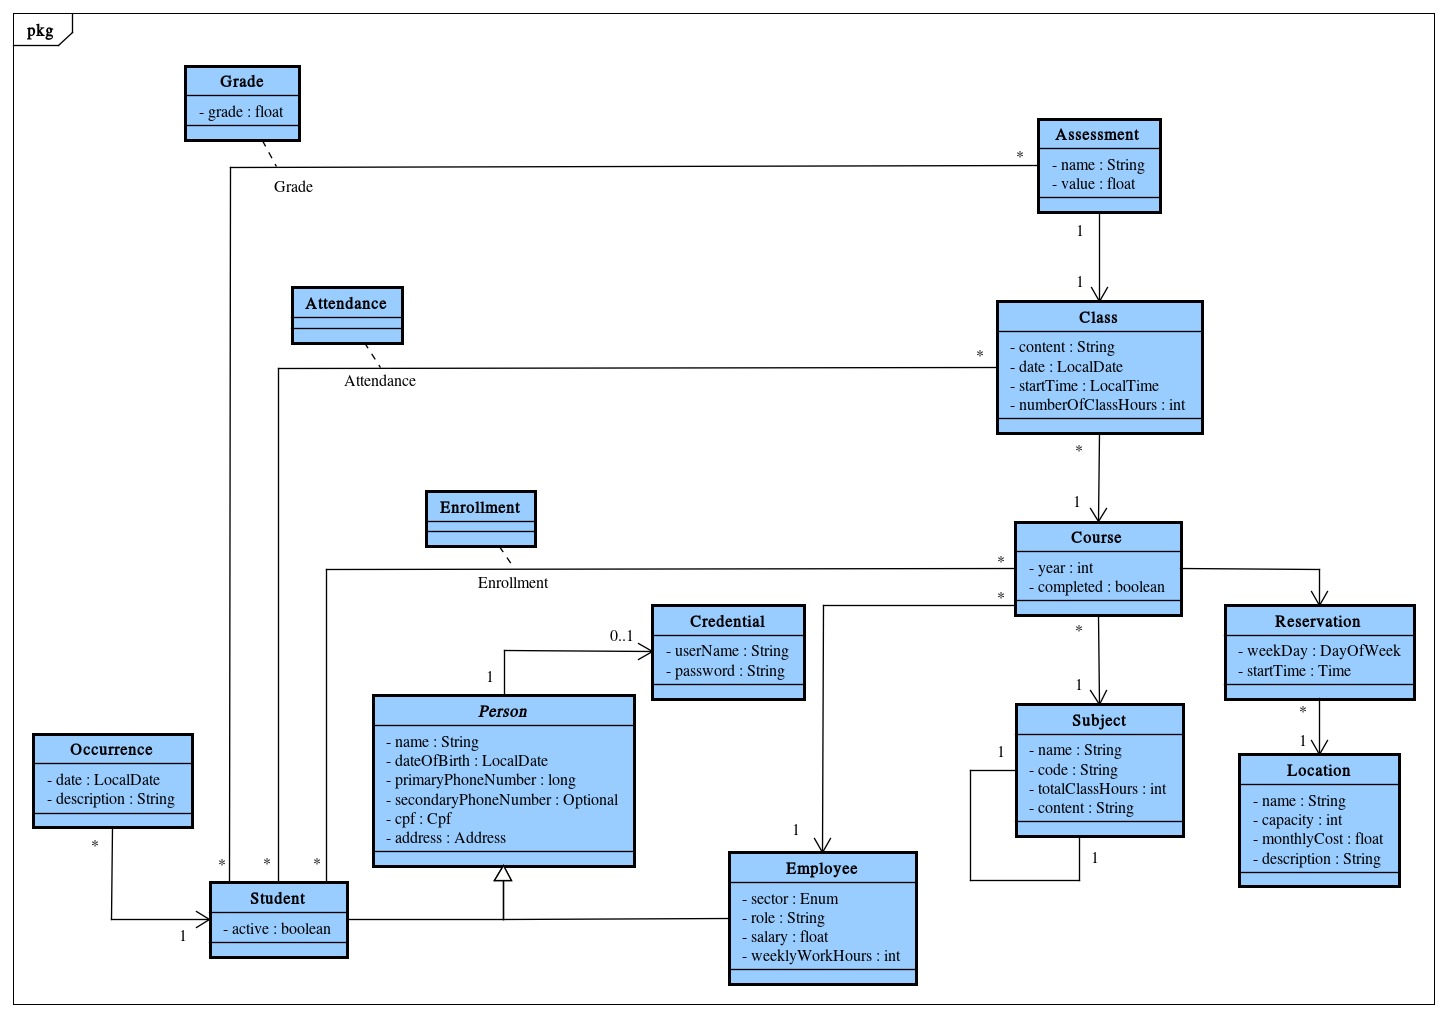 pkg
Grade
- grade : float
Assessment
- name : String
- value : float
*
Grade
1
1
Attendance
Class
- content : String
- date : LocalDate
- startTime : LocalTime
- numberOfClassHours : int
*
Attendance
*
1
Enrollment
Course
- year : int
- completed : boolean
*
*
Enrollment
Credential
- userName : String
- password : String
0..1
1
*
1
Reservation
- weekDay : DayOfWeek
- startTime : Time
*
1
Person
- name : String
- dateOfBirth : LocalDate
- primaryPhoneNumber : long
- secondaryPhoneNumber : Optional
- cpf : Cpf
- address : Address
Subject
- name : String
- code : String
- totalClassHours : int
- content : String
1
1
Occurrence
- date : LocalDate
- description : String
*
1
Location
- name : String
- capacity : int
- monthlyCost : float
- description : String
*
*
*
1
Student
- active : boolean
Employee
- sector : Enum
- role : String
- salary : float
- weeklyWorkHours : int